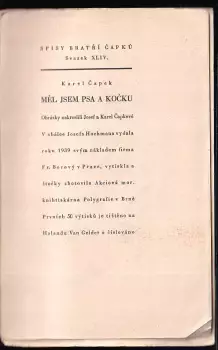 SPISY BRATŘÍ ČAPKŮ
Svazek XLIV.
Karel Čapek
MĚL JSEM PSA A KOČKU
Obrázky nakreslili Josef a Karel Čapkové
V obálce Josefa Hochmana vydala
roku 1939 svým nákladem firma
Fr. Borový v Praze, vytiskla a
štočky zhotovila Akciová mor.
knihtiskárna Polygrafie v Brně
Prvních 50 výtisků je tištěno na
Holandu Van Gelder a číslováno